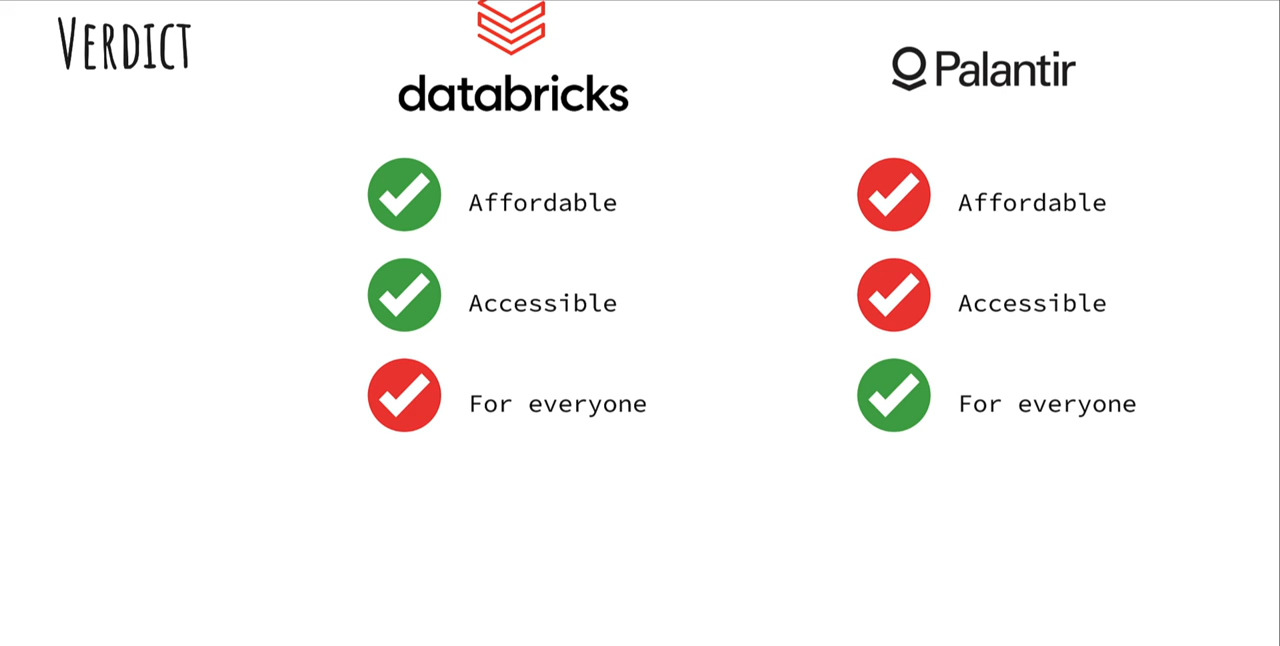 VERDICT
databricks
Palantir
Affordable
Affordable
Accessible
Accessible
For everyone
For everyone